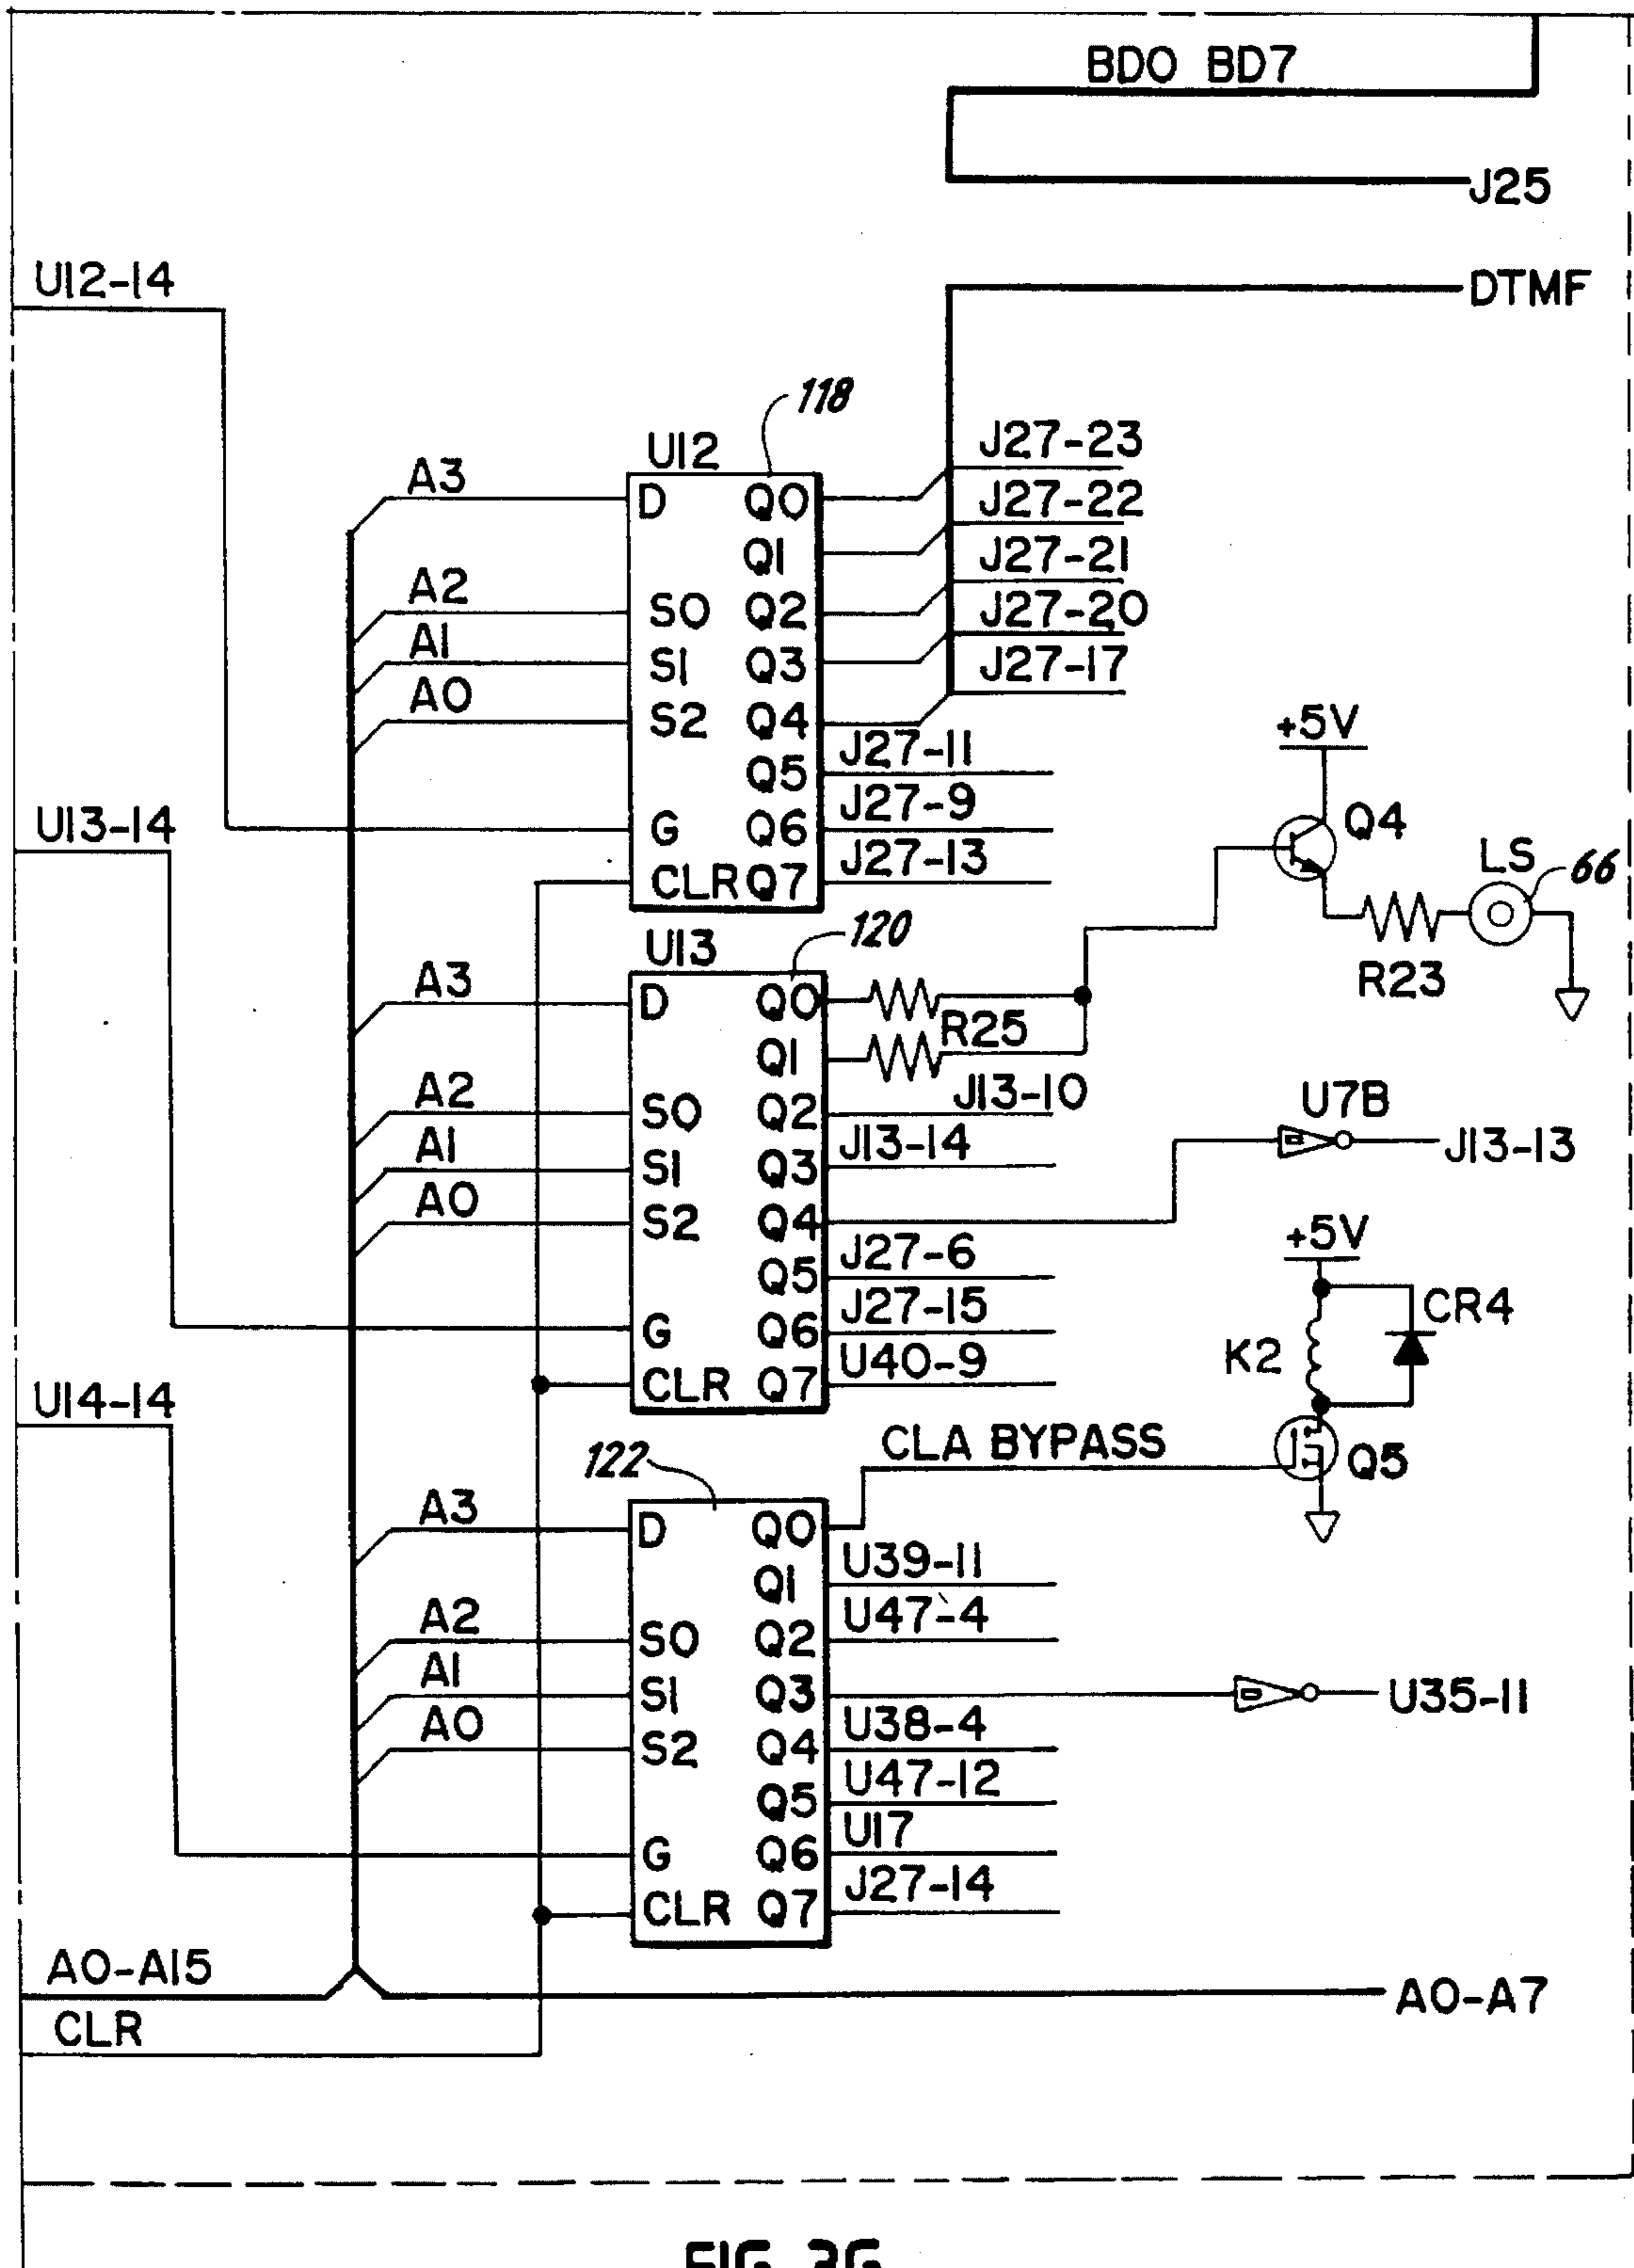 BD0 BD7
J25
U12-14
DTMF
118
U12
J27-23
A3
D
Q0
J27-22
Q1
J27-21
A2
S0
Q2
J27-20
A1
S1
Q3
J27-17
A0
S2
Q4
+5V
J27-11
Q5
J27-9
U13-14
G
Q6
Q4
J27-13
LS
66
CLR
Q7
U13
120
R23
A3
D
Q0
R25
Q1
A2
J13-10
U7B
S0
Q2
A1
J13-14
J13-13
S1
Q3
A0
S2
Q4
+5V
J27-6
Q5
J27-15
CR4
G
Q6
K2
U40-9
U14-14
CLR
Q7
CLA BYPASS
122
Q5
A3
D
Q0
U39-11
Q1
A2
U47-4
S0
Q2
A1
S1
Q3
U35-11
A0
U38-4
S2
Q4
U47-12
Q5
U17
G
Q6
J27-14
CLR
Q7
A0-A15
A0-A7
CLR
FIG. 3G